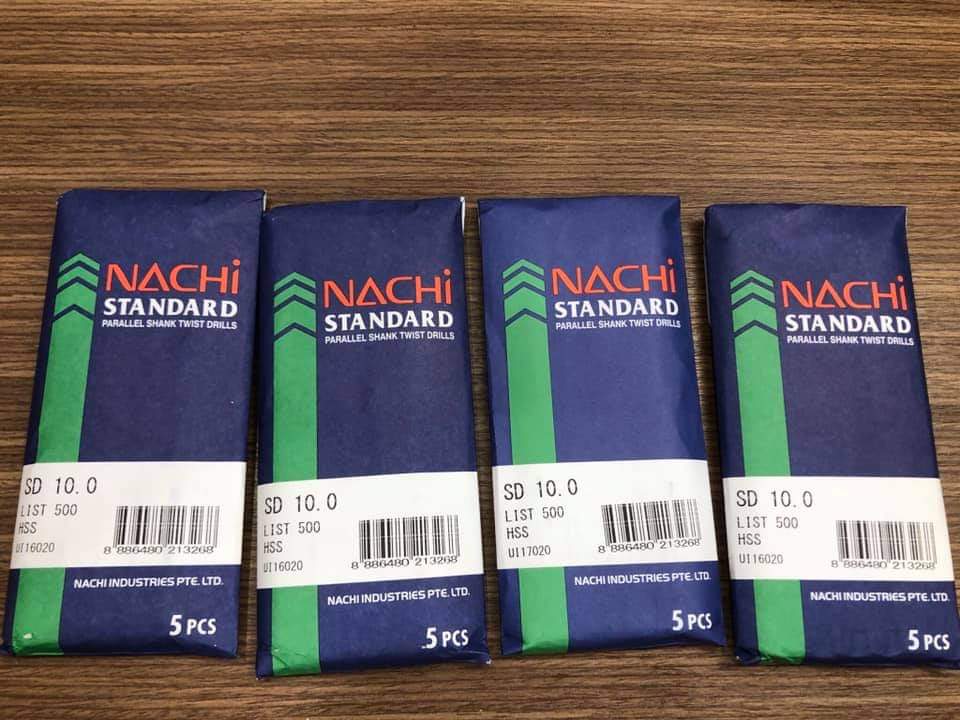 NACHi
STANDARD
PARALLEL SHANK TWIST DRILLS
SD 10.0
LIST 500
HSS
UI16020
8 886480 213268
NACHI INDUSTRIES PTE. LTD.
5 PCS
NACHi
STANDARD
PARALLEL SHANK TWIST DRILLS
SD 10.0
LIST 500
HSS
UI16020
8 886480 213268
NACHI INDUSTRIES PTE. LTD.
5 PCS
NACHi
STANDARD
PARALLEL SHANK TWIST DRILLS
SD 10.0
LIST 500
HSS
UI17020
8 886480 213268
NACHI INDUSTRIES PTE. LTD.
5 PCS
NACHi
STANDARD
PARALLEL SHANK TWIST DRILLS
SD 10.0
LIST 500
HSS
UI16020
8 886480 213268
NACHI INDUSTRIES PTE. LTD.
5 PCS